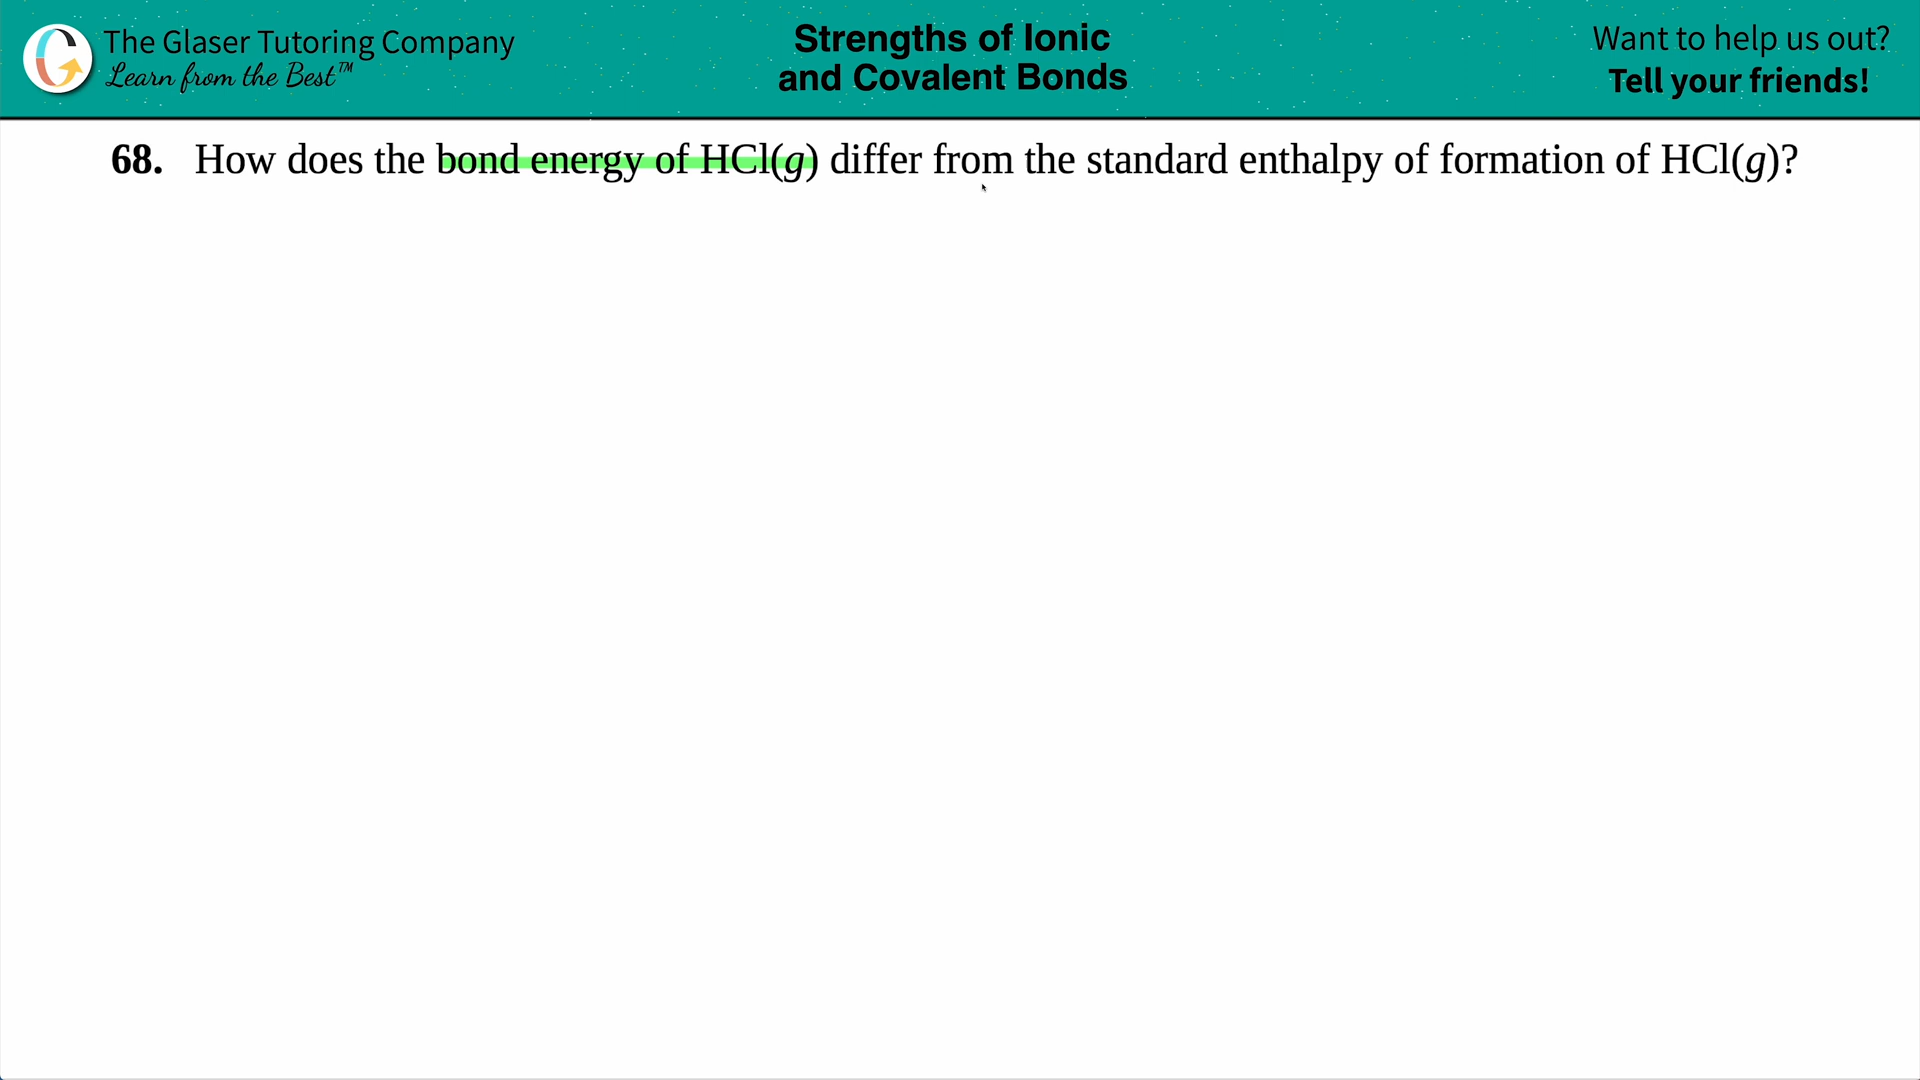 The Glaser Tutoring Company
Learn from the Best™
Strengths of Ionic
and Covalent Bonds
Want to help us out?
Tell your friends!
68. How does the bond energy of HCl(g) differ from the standard enthalpy of formation of HCl(g)?